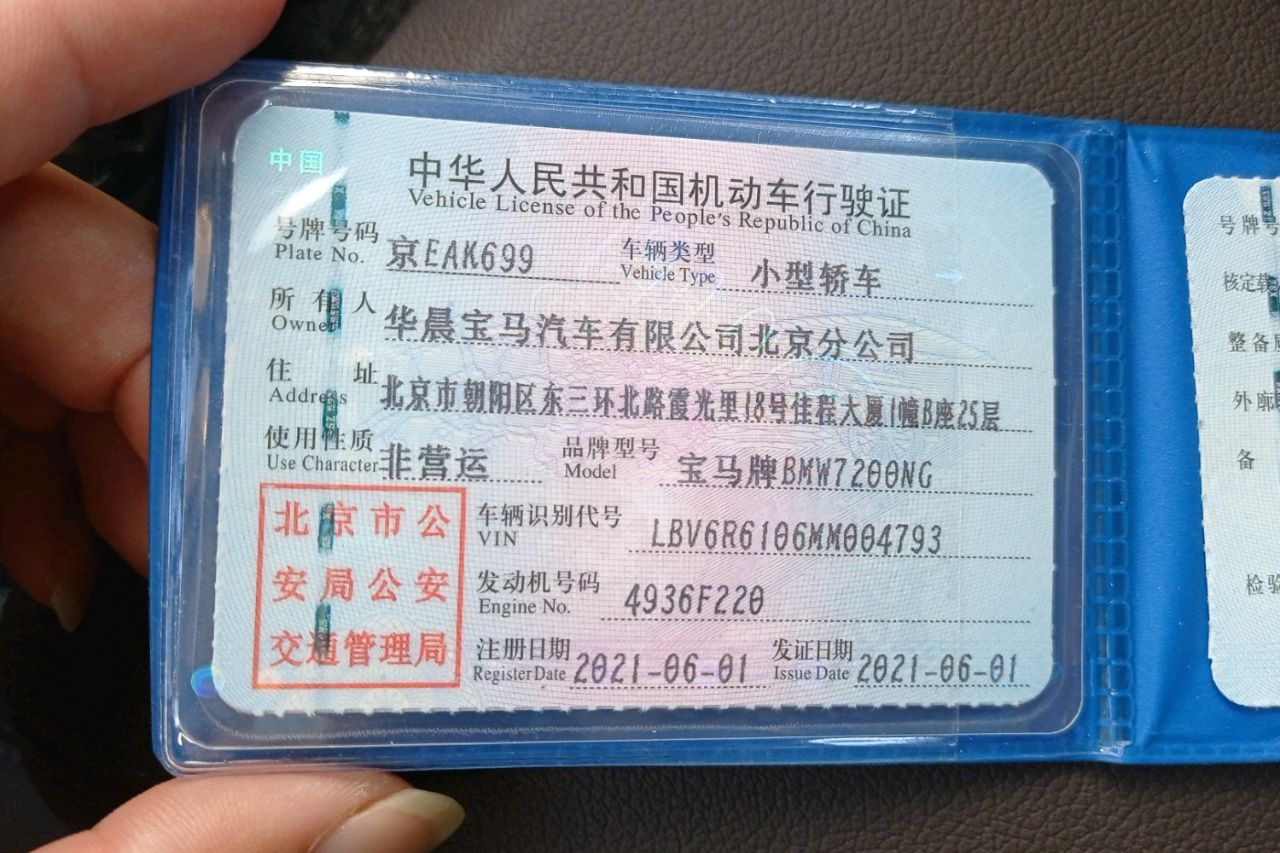 中国
中华人民共和国机动车行驶证
Vehicle License of the People's Republic of China
号牌号码 京EAK699 车辆类型 小型轿车
Plate No. Vehicle Type
所有人 华晨宝马汽车有限公司北京分公司
Owner
住址 北京市朝阳区东三环北路霞光里18号佳程大厦1幢B座25层
Address
使用性质 非营运 品牌型号 宝马牌BMW7200NG
Use Character Model
北京市公
安局公安
交通管理局
车辆识别代号 LBV6R6106MM004793
VIN
发动机号码 4936F220
Engine No.
注册日期 2021-06-01 发证日期 2021-06-01
Register Date Issue Date
号牌号
核定载
整备
外廓
备
检验